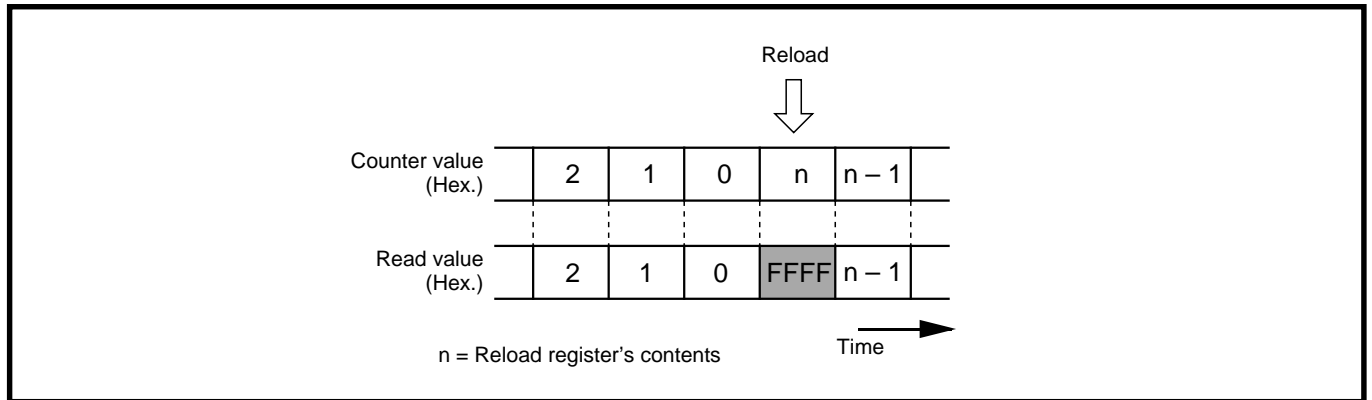 Reload
Counter value
(Hex.)
2 1 0 n n – 1
Read value
(Hex.)
2 1 0 FFFF n – 1
Time
n = Reload register’s contents